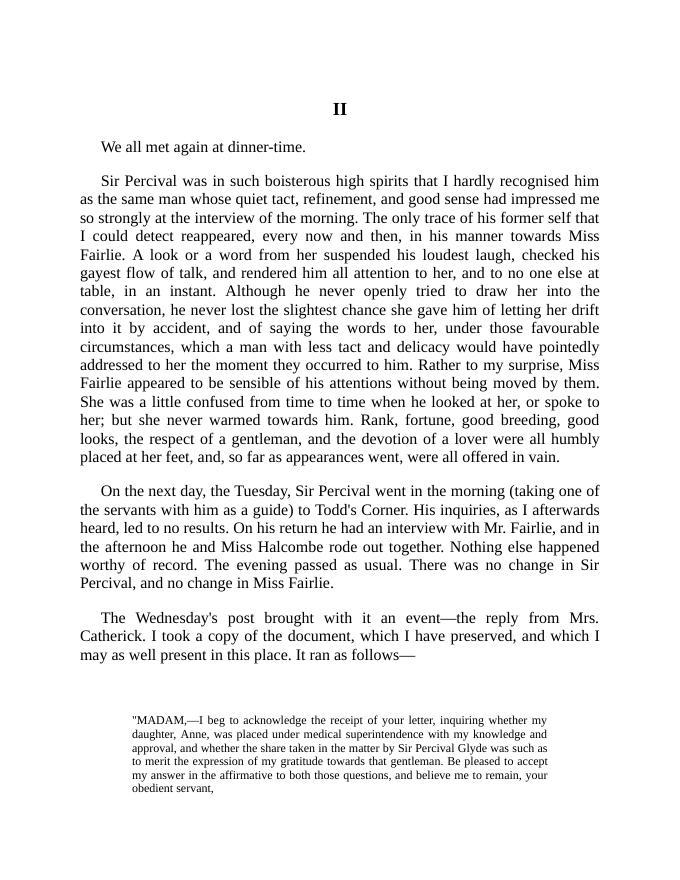 II
We all met again at dinner-time.
Sir Percival was in such boisterous high spirits that I hardly recognised him
as the same man whose quiet tact, refinement, and good sense had impressed me
so strongly at the interview of the morning. The only trace of his former self that
I could detect reappeared, every now and then, in his manner towards Miss
Fairlie. A look or a word from her suspended his loudest laugh, checked his
gayest flow of talk, and rendered him all attention to her, and to no one else at
table, in an instant. Although he never openly tried to draw her into the
conversation, he never lost the slightest chance she gave him of letting her drift
into it by accident, and of saying the words to her, under those favourable
circumstances, which a man with less tact and delicacy would have pointedly
addressed to her the moment they occurred to him. Rather to my surprise, Miss
Fairlie appeared to be sensible of his attentions without being moved by them.
She was a little confused from time to time when he looked at her, or spoke to
her; but she never warmed towards him. Rank, fortune, good breeding, good
looks, the respect of a gentleman, and the devotion of a lover were all humbly
placed at her feet, and, so far as appearances went, were all offered in vain.
On the next day, the Tuesday, Sir Percival went in the morning (taking one of
the servants with him as a guide) to Todd's Corner. His inquiries, as I afterwards
heard, led to no results. On his return he had an interview with Mr. Fairlie, and in
the afternoon he and Miss Halcombe rode out together. Nothing else happened
worthy of record. The evening passed as usual. There was no change in Sir
Percival, and no change in Miss Fairlie.
The Wednesday's post brought with it an event—the reply from Mrs.
Catherick. I took a copy of the document, which I have preserved, and which I
may as well present in this place. It ran as follows—
"MADAM,—I beg to acknowledge the receipt of your letter, inquiring whether my
daughter, Anne, was placed under medical superintendence with my knowledge and
approval, and whether the share taken in the matter by Sir Percival Glyde was such as
to merit the expression of my gratitude towards that gentleman. Be pleased to accept
my answer in the affirmative to both those questions, and believe me to remain, your
obedient servant,